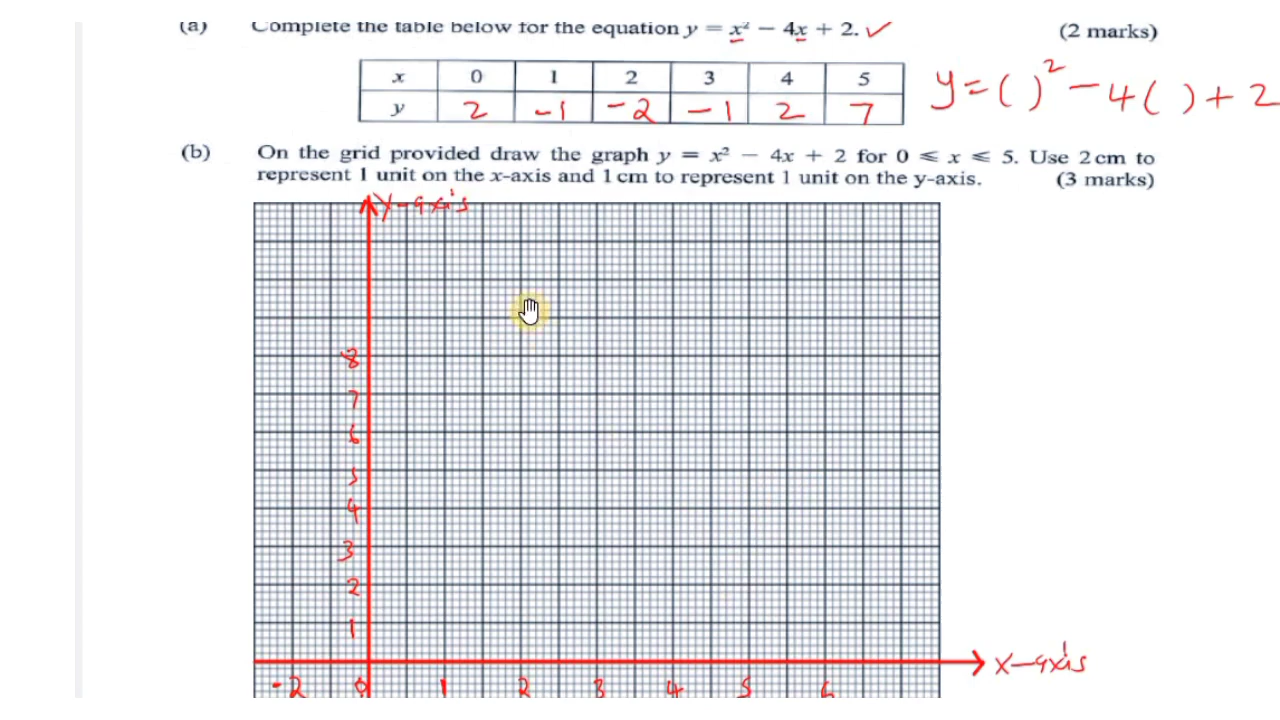 (a) Complete the table below for the equation y = x² − 4x + 2. ✓ (2 marks)
x 0 1 2 3 4 5
y 2 -1 -2 -1 2 7
y = ( )² − 4( ) + 2
(b) On the grid provided draw the graph y = x² − 4x + 2 for 0 ⩽ x ⩽ 5. Use 2 cm to
represent 1 unit on the x-axis and 1 cm to represent 1 unit on the y-axis. (3 marks)
y-axis
8
7
6
5
4
3
2
1
x-axis
-2 0 1 2 3 4 5 6